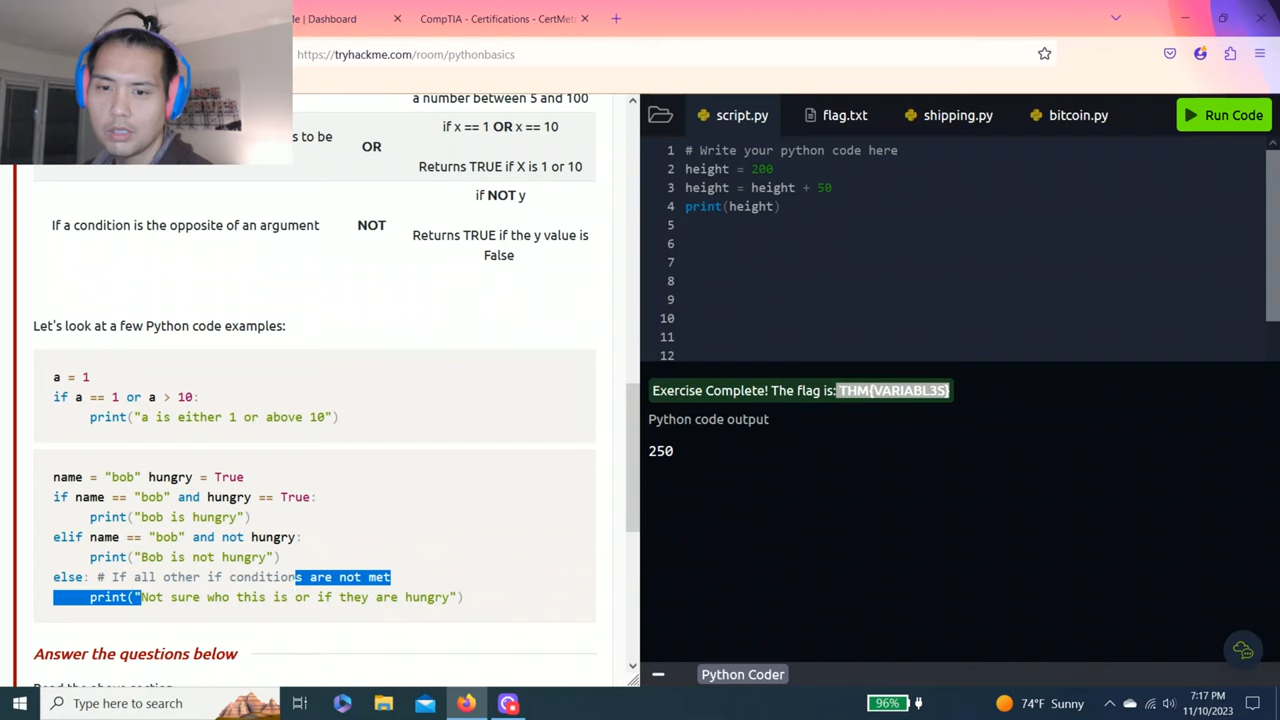 Me | Dashboard
CompTIA - Certifications - CertMet
https://tryhackme.com/room/pythonbasics
a number between 5 and 100
s to be
OR
if x == 1 OR x == 10
Returns TRUE if X is 1 or 10
If a condition is the opposite of an argument
NOT
if NOT y
Returns TRUE if the y value is
False
Let's look at a few Python code examples:
a = 1
if a == 1 or a > 10:
print("a is either 1 or above 10")
name = "bob" hungry = True
if name == "bob" and hungry == True:
print("bob is hungry")
elif name == "bob" and not hungry:
print("Bob is not hungry")
else: # If all other if conditions are not met
print("Not sure who this is or if they are hungry")
Answer the questions below
Read the above section
script.py
flag.txt
shipping.py
bitcoin.py
Run Code
1 # Write your python code here
2 height = 200
3 height = height + 50
4 print(height)
5
6
7
8
9
10
11
12
Exercise Complete! The flag is: THM{VARIABL3S}
Python code output
250
Python Coder
Type here to search
96%
74°F Sunny
7:17 PM
11/10/2023